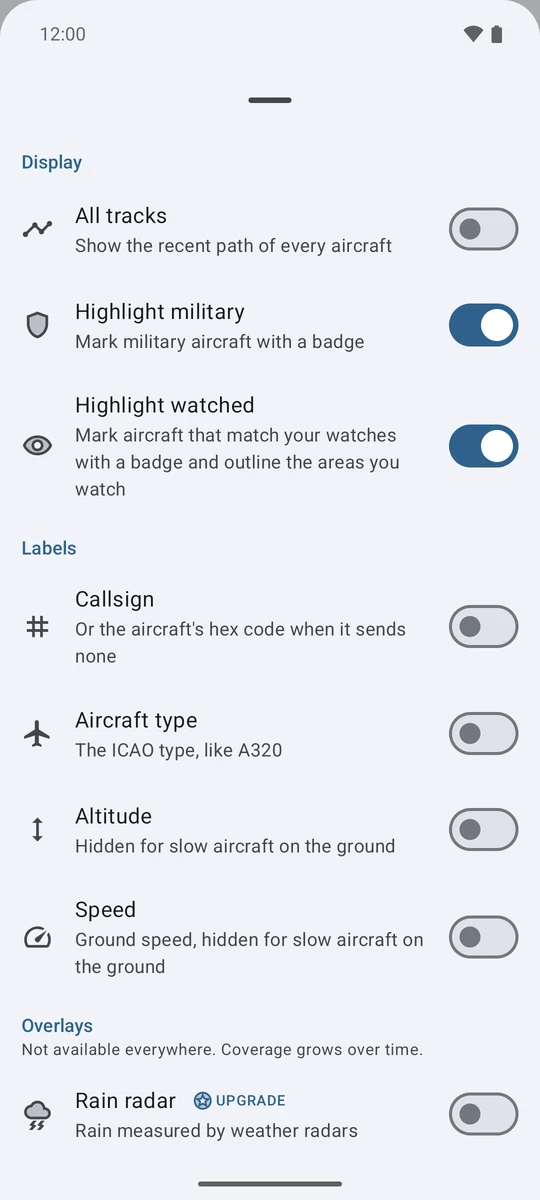 12:00
Display
All tracks
Show the recent path of every aircraft
Highlight military
Mark military aircraft with a badge
Highlight watched
Mark aircraft that match your watches
with a badge and outline the areas you
watch
Labels
Callsign
Or the aircraft's hex code when it sends
none
Aircraft type
The ICAO type, like A320
Altitude
Hidden for slow aircraft on the ground
Speed
Ground speed, hidden for slow aircraft on
the ground
Overlays
Not available everywhere. Coverage grows over time.
Rain radar UPGRADE
Rain measured by weather radars